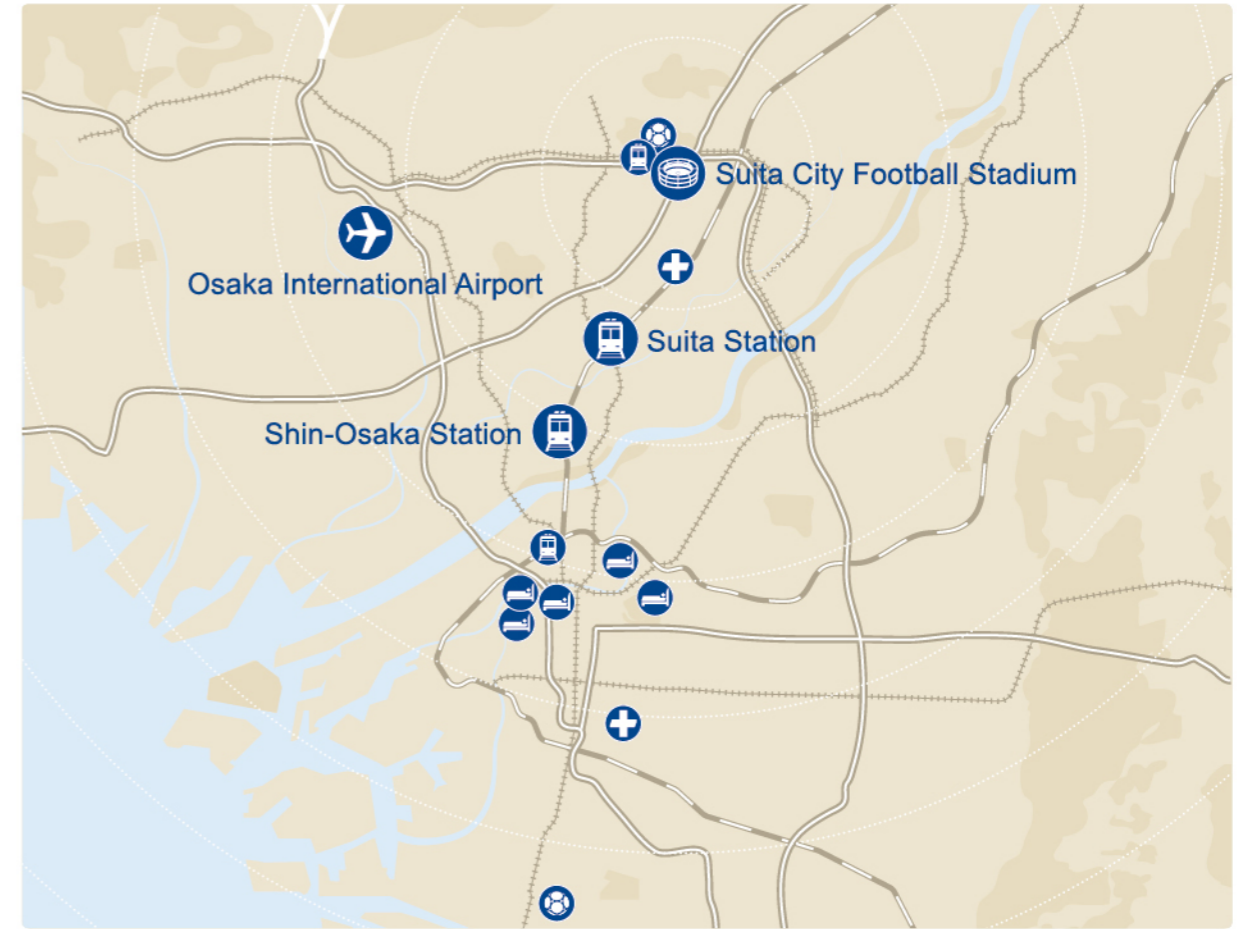 Suita City Football Stadium
Osaka International Airport
Suita Station
Shin-Osaka Station